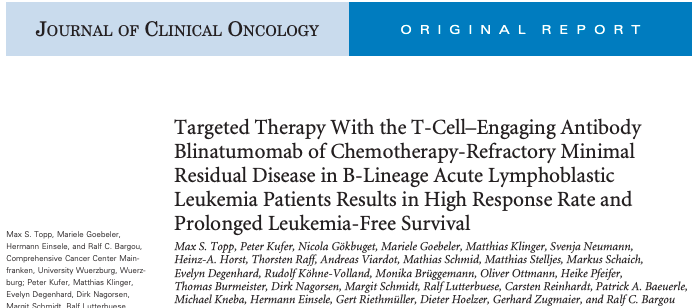 JOURNAL OF CLINICAL ONCOLOGY
ORIGINAL REPORT
Targeted Therapy With the T-Cell–Engaging Antibody
Blinatumomab of Chemotherapy-Refractory Minimal
Residual Disease in B-Lineage Acute Lymphoblastic
Leukemia Patients Results in High Response Rate and
Prolonged Leukemia-Free Survival
Max S. Topp, Peter Kufer, Nicola Gökbuget, Mariele Goebeler, Matthias Klinger, Svenja Neumann,
Heinz-A. Horst, Thorsten Raff, Andreas Viardot, Mathias Schmid, Matthias Stelljes, Markus Schaich,
Evelyn Degenhard, Rudolf Köhne-Volland, Monika Brüggemann, Oliver Ottmann, Heike Pfeifer,
Thomas Burmeister, Dirk Nagorsen, Margit Schmidt, Ralf Lutterbuese, Carsten Reinhardt, Patrick A. Baeuerle,
Michael Kneba, Hermann Einsele, Gert Riethmüller, Dieter Hoelzer, Gerhard Zugmaier, and Ralf C. Bargou
Max S. Topp, Mariele Goebeler,
Hermann Einsele, and Ralf C. Bargou,
Comprehensive Cancer Center Main-
franken, University Wuerzburg, Wuerz-
burg; Peter Kufer, Matthias Klinger,
Evelyn Degenhard, Dirk Nagorsen,
Margit Schmidt, Ralf Lutterbuese,